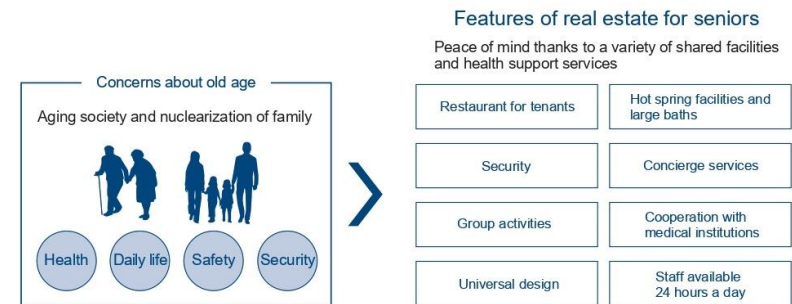 Features of real estate for seniors
Peace of mind thanks to a variety of shared facilities
and health support services
Concerns about old age
Aging society and nuclearization of family
Health
Daily life
Safety
Security
Restaurant for tenants
Hot spring facilities and
large baths
Security
Concierge services
Group activities
Cooperation with
medical institutions
Universal design
Staff available
24 hours a day